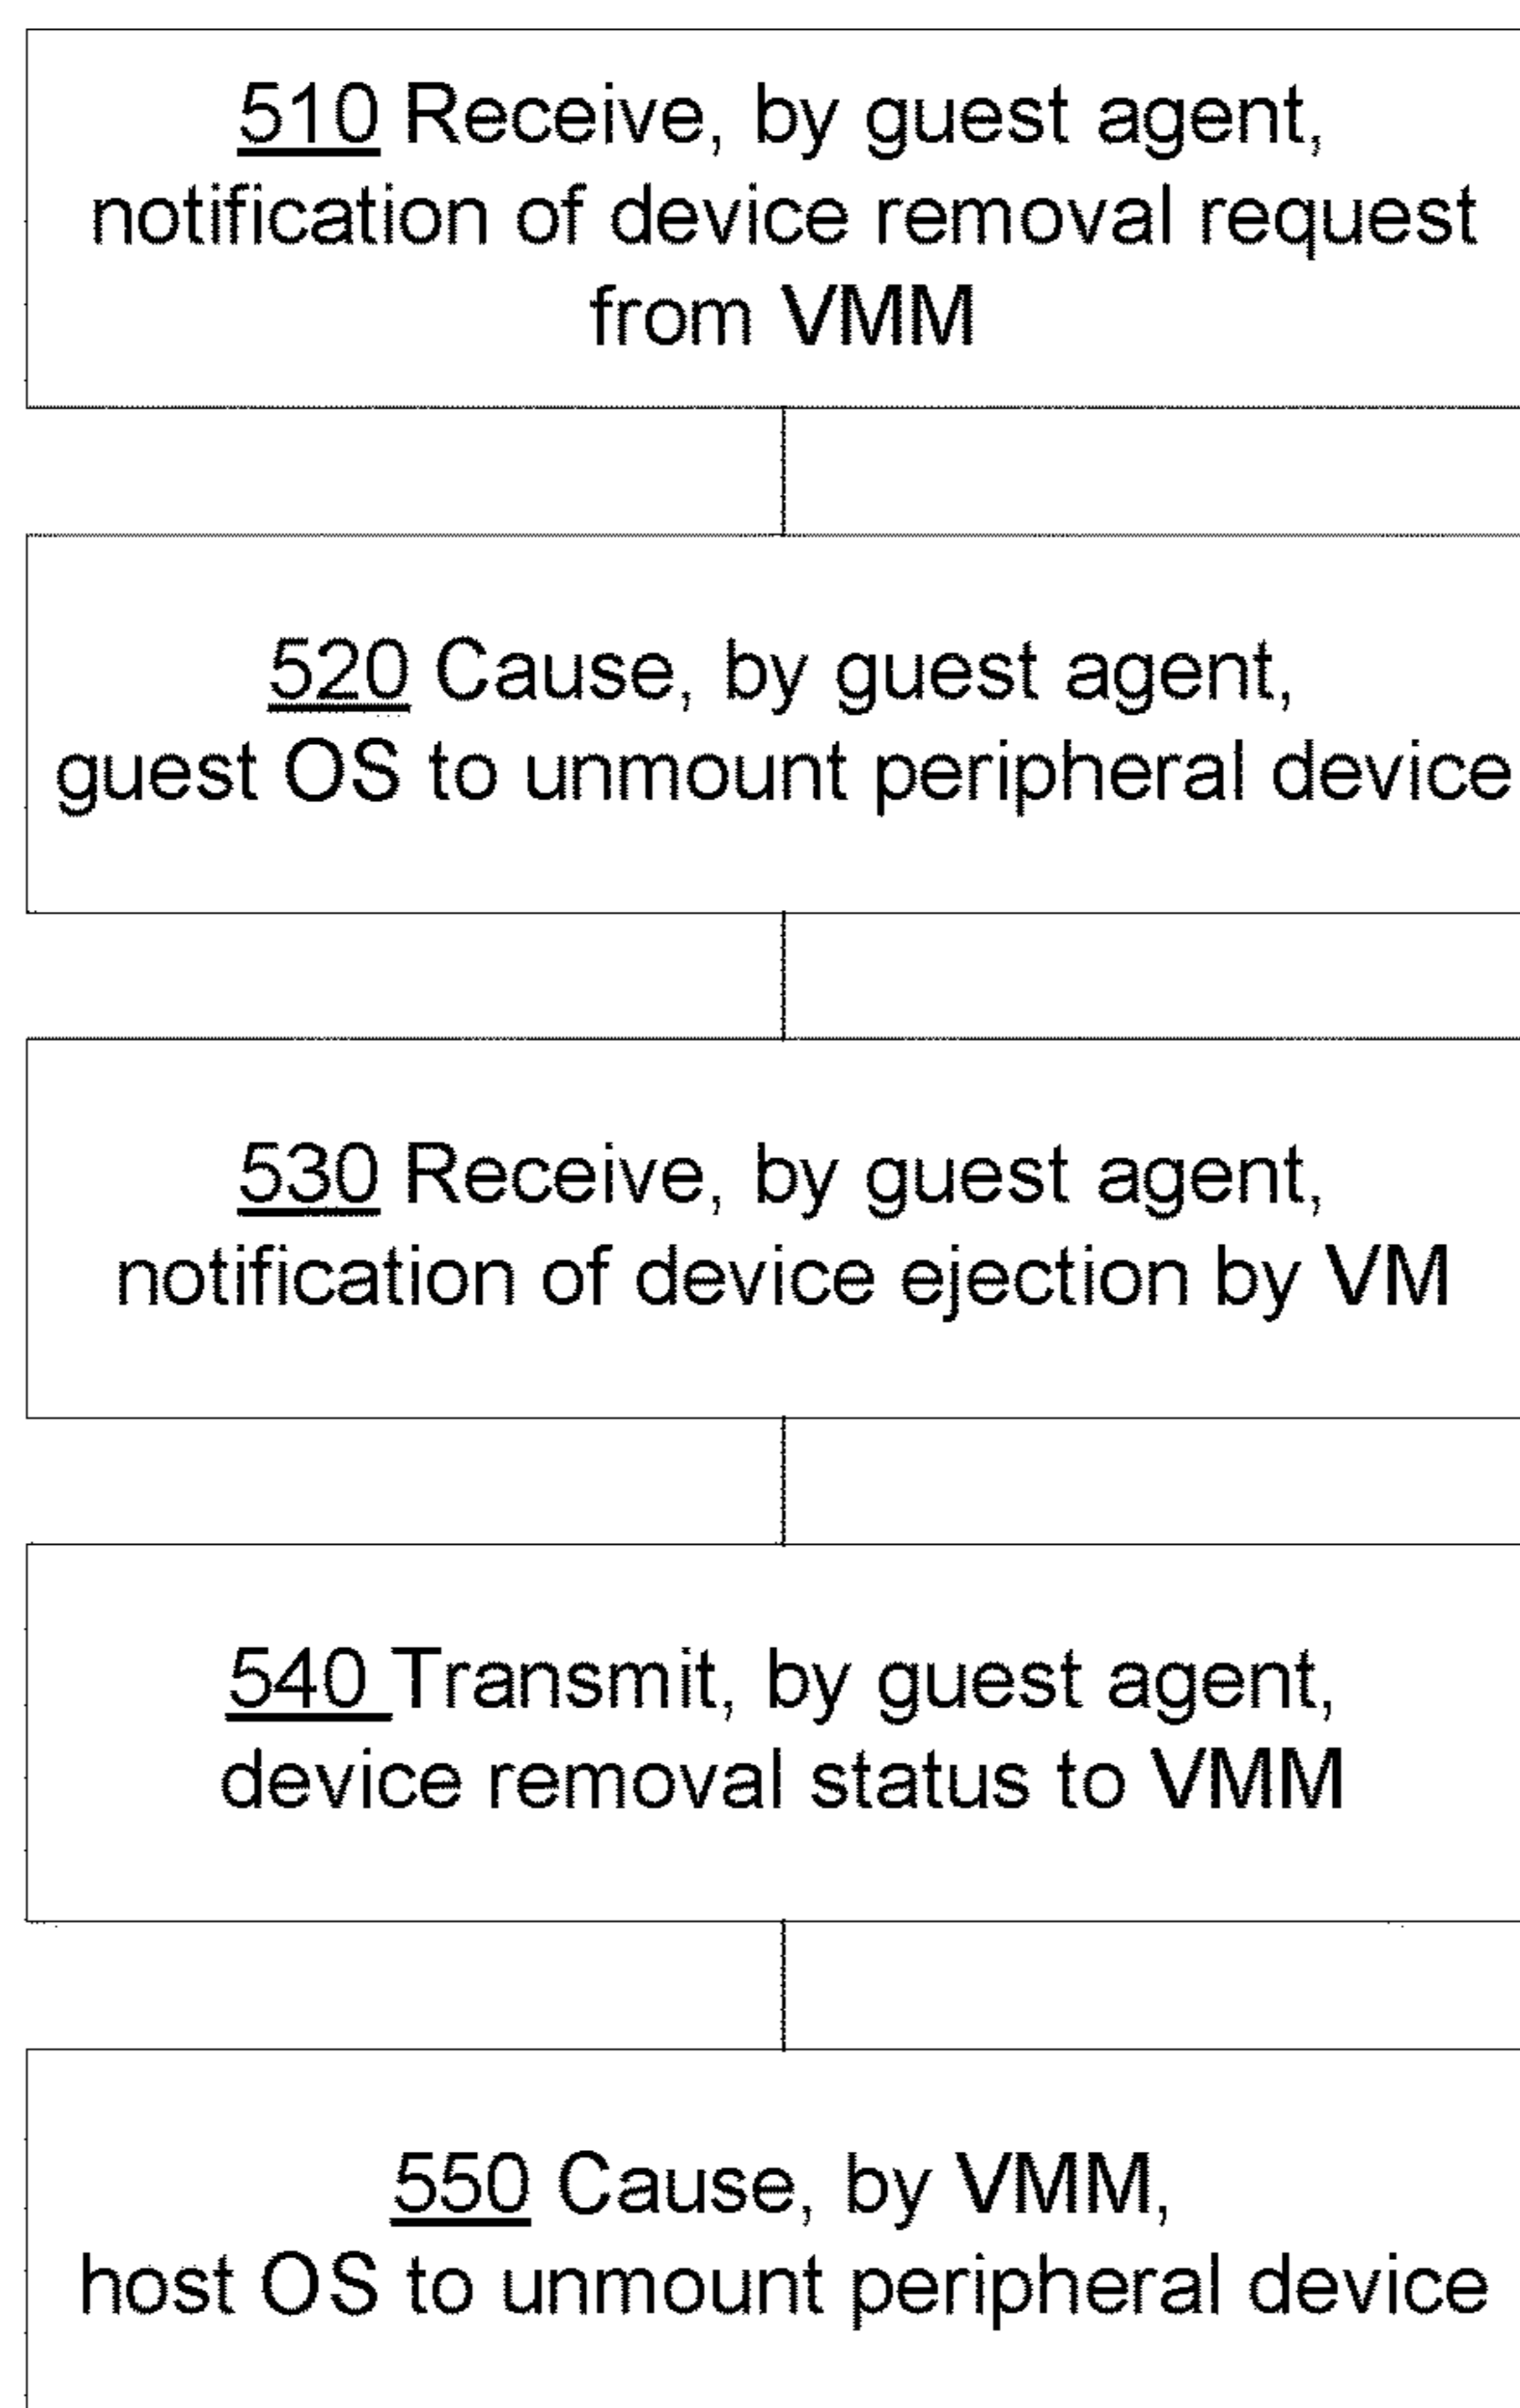 510 Receive, by guest agent,
notification of device removal request
from VMM
520 Cause, by guest agent,
guest OS to unmount peripheral device
530 Receive, by guest agent,
notification of device ejection by VM
540 Transmit, by guest agent,
device removal status to VMM
550 Cause, by VMM,
host OS to unmount peripheral device